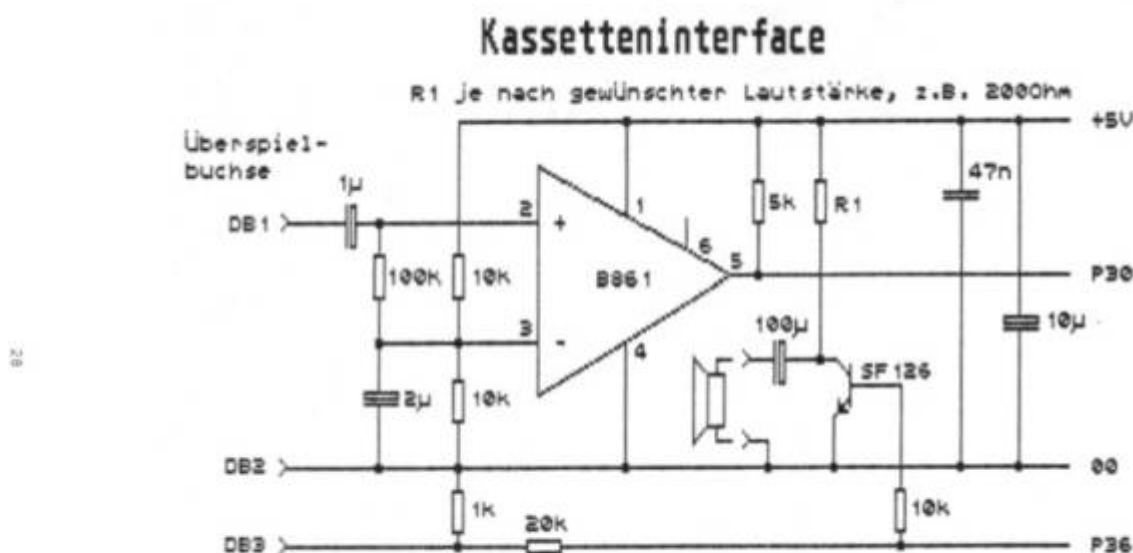 Kassetteninterface
R1 je nach gewünschter Lautstärke, z.B. 200Ohm
+5V
Überspiel-
buchse
1µ
47n
DB1
2
+
1
5k
R1
6
5
100k
10k
B861
P30
3
-
4
100µ
10µ
28
2µ
10k
SF126
DB2
00
1k
20k
10k
DB3
P36